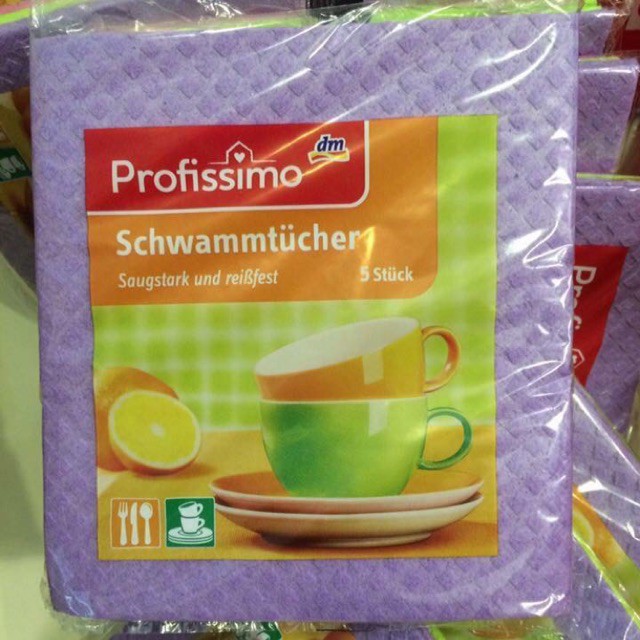 dm
Profissimo
Schwammtücher
Saugstark und reißfest
5 Stück